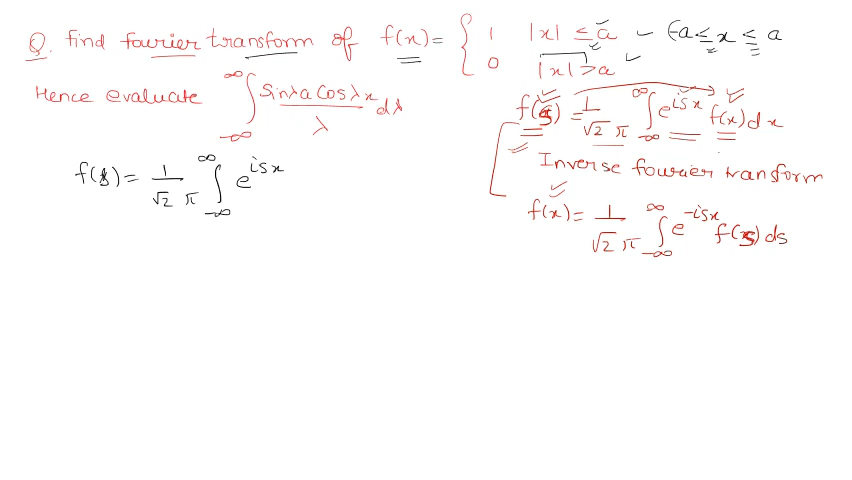 Q. Find fourier transform of f(x) = { 1 |x| ≤ a (-a ≤ x ≤ a
0 |x| > a
Hence evaluate ∫_{-∞}^{∞} Sinλa Cosλx / λ dλ
f(s) = 1/√2 π ∫_{-∞}^{∞} e^{isx} f(x) dx
Inverse fourier transform
f(x) = 1/√2 π ∫_{-∞}^{∞} e^{-isx} f(s) ds
f(s) = 1/√2 π ∫_{-∞}^{∞} e^{isx}